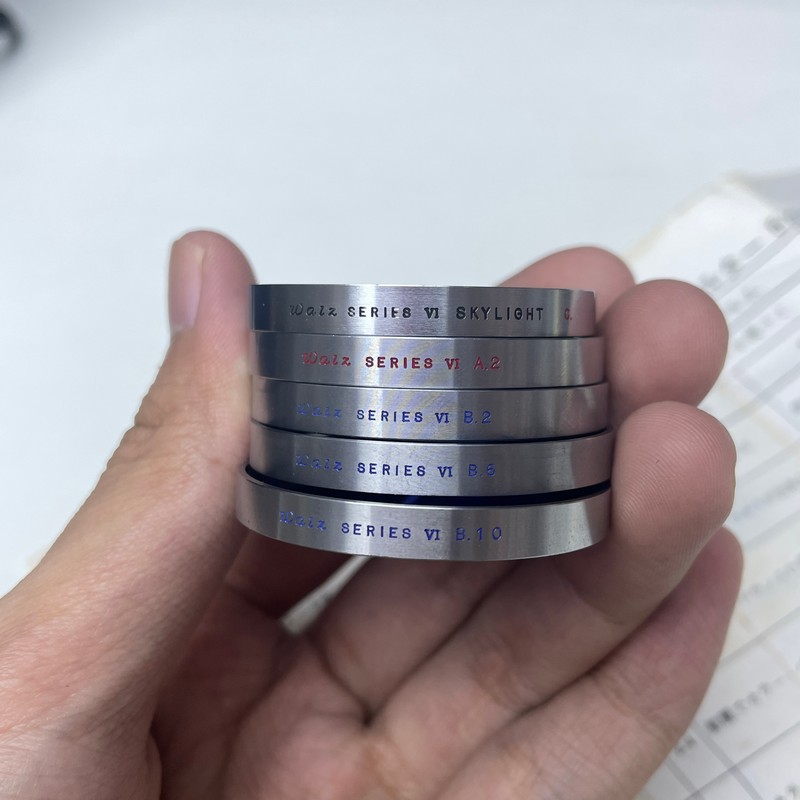 Walz SERIES VI SKYLIGHT C.
Walz SERIES VI A.2
Walz SERIES VI B.2
Walz SERIES VI B.6
Walz SERIES VI B.10